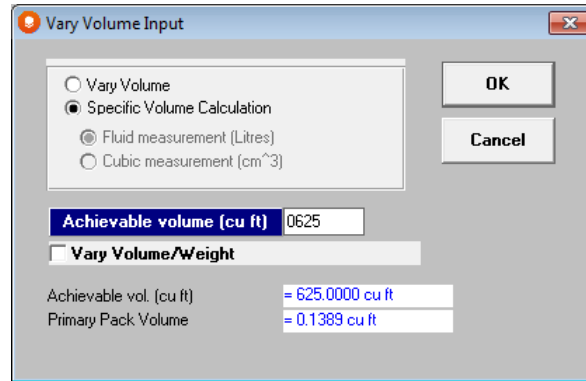 Vary Volume Input
Vary Volume
Specific Volume Calculation
Fluid measurement (Litres)
Cubic measurement (cm^3)
OK
Cancel
Achievable volume (cu ft) 0625
Vary Volume/Weight
Achievable vol. (cu ft) = 625.0000 cu ft
Primary Pack Volume = 0.1389 cu ft